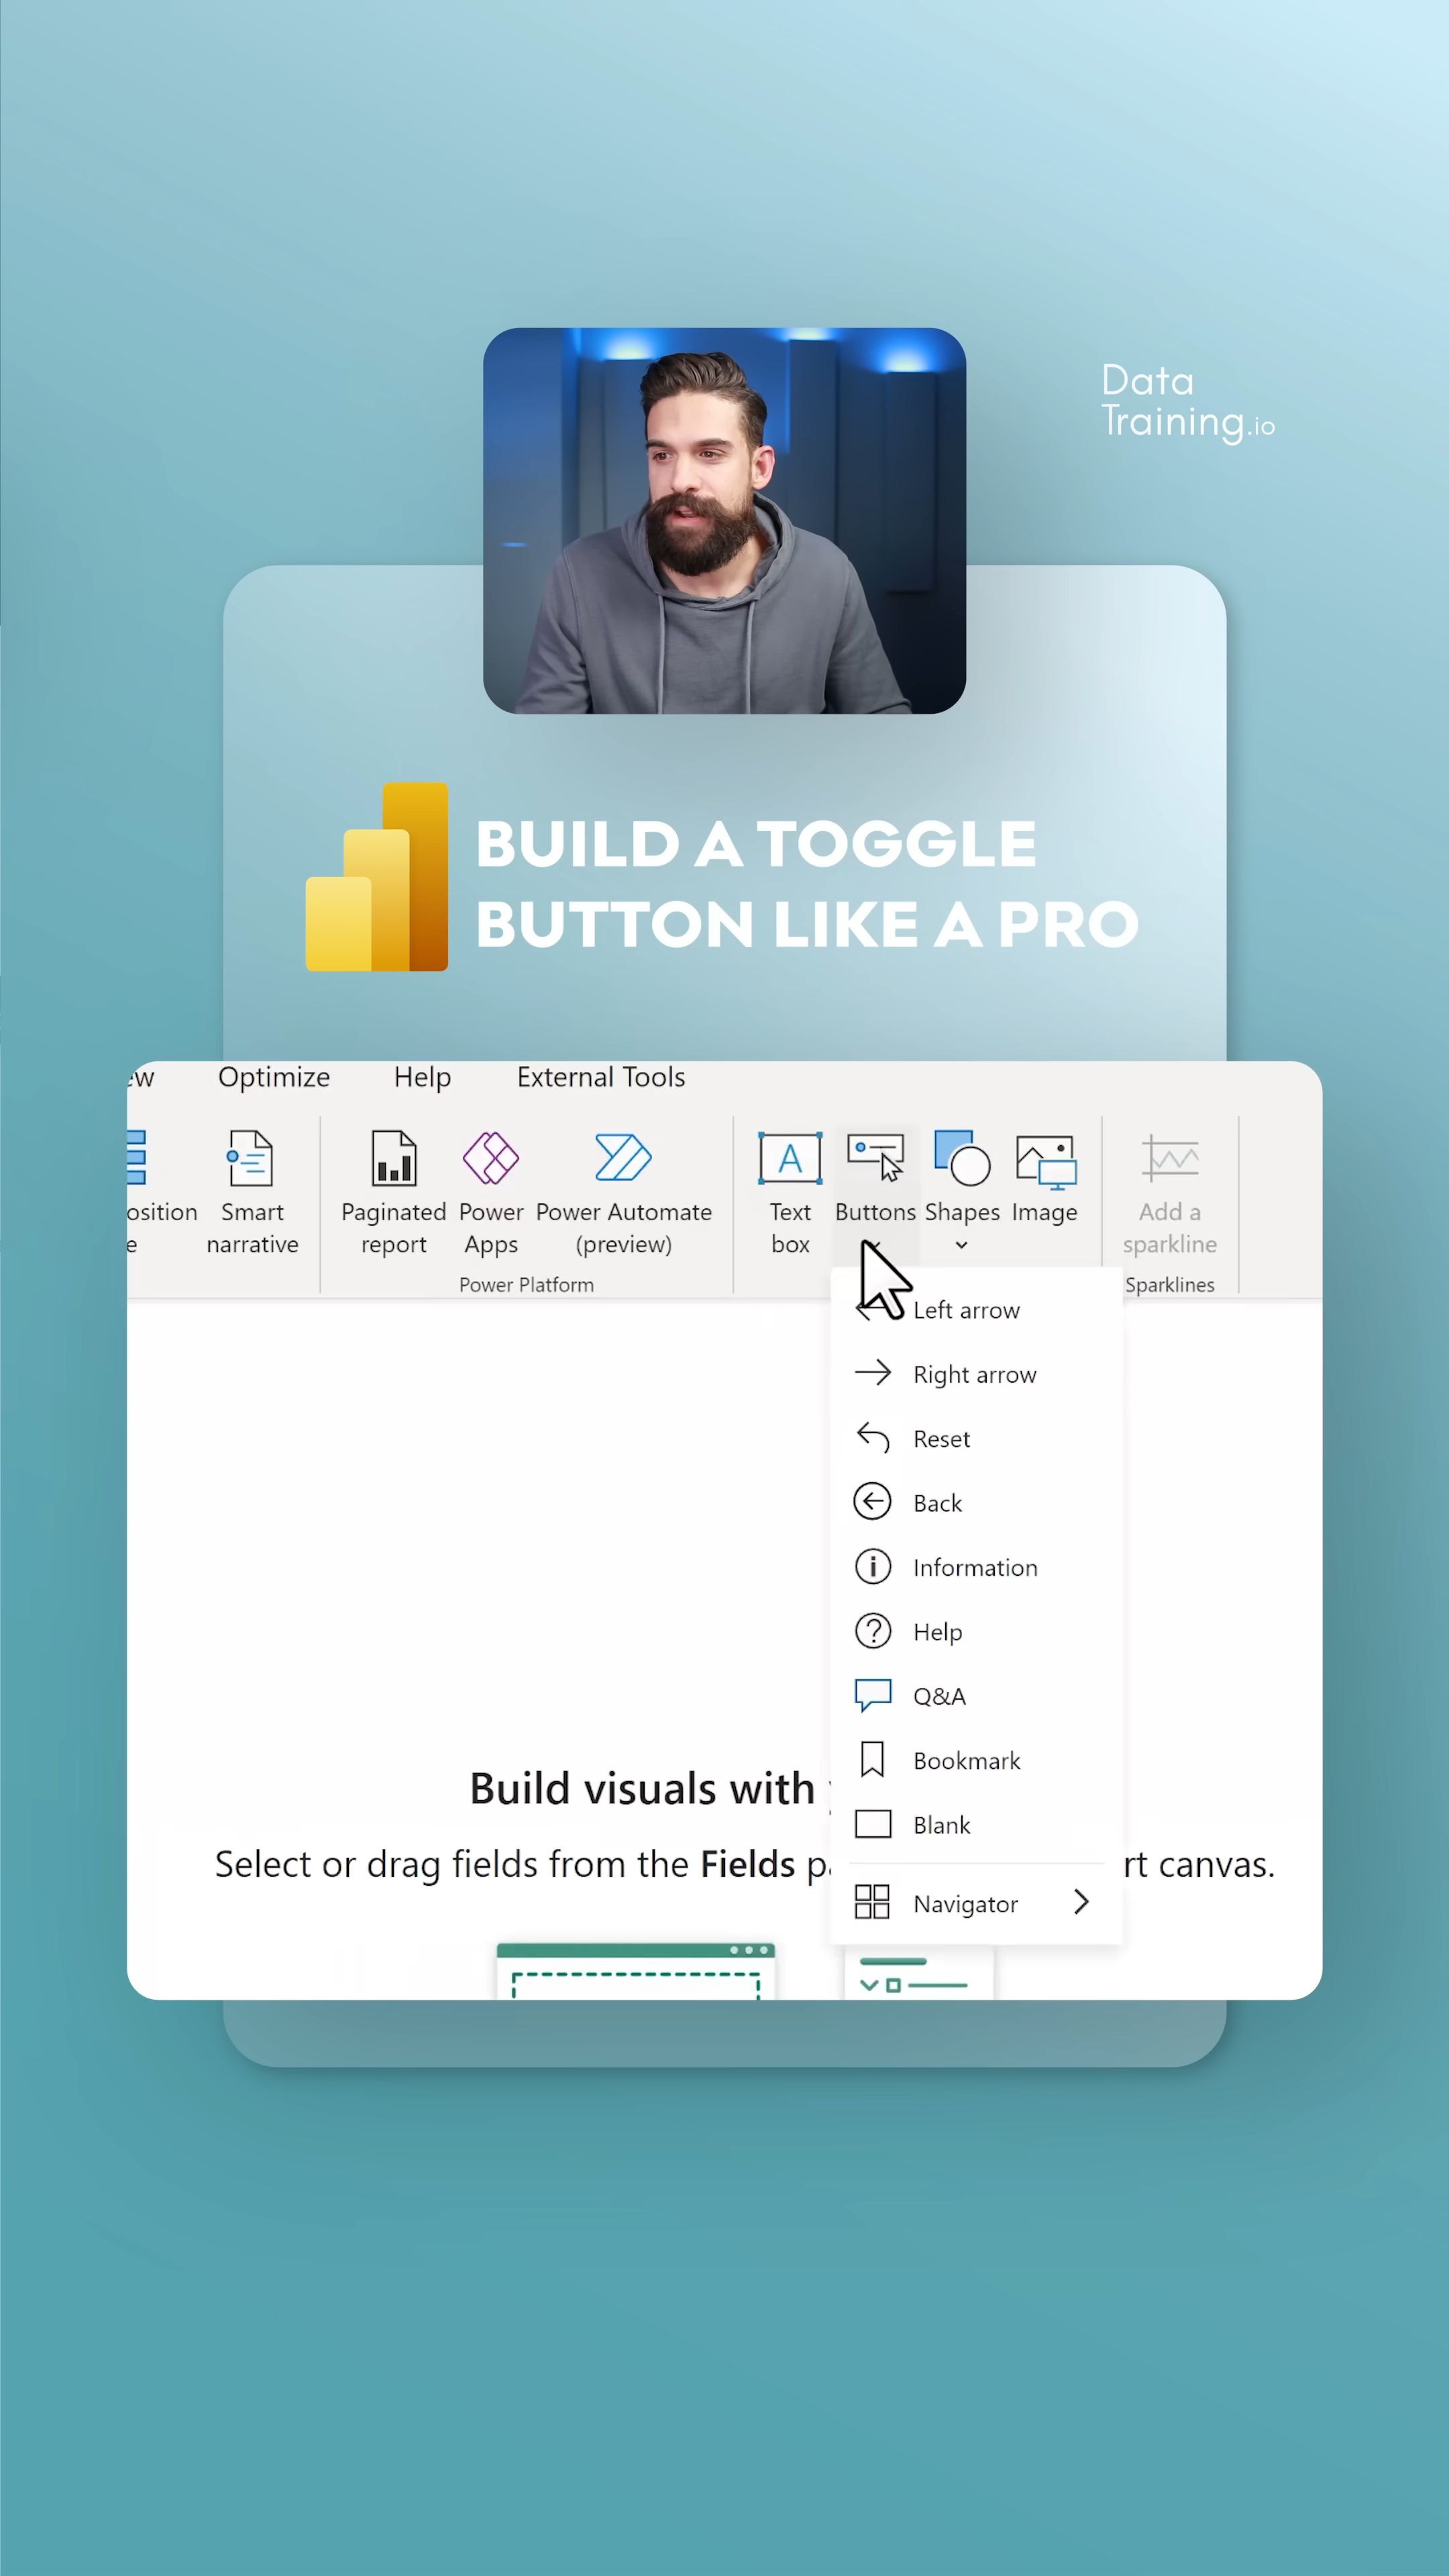 Data
Training.io
BUILD A TOGGLE
BUTTON LIKE A PRO
ew Optimize Help External Tools
osition
e
Smart
narrative
Paginated
report
Power
Apps
Power Automate
(preview)
Text
box
Buttons
Shapes
Image
Add a
sparkline
Power Platform
Sparklines
Left arrow
Right arrow
Reset
Back
Information
Help
Q&A
Bookmark
Blank
Navigator
Build visuals with
Select or drag fields from the Fields pa rt canvas.